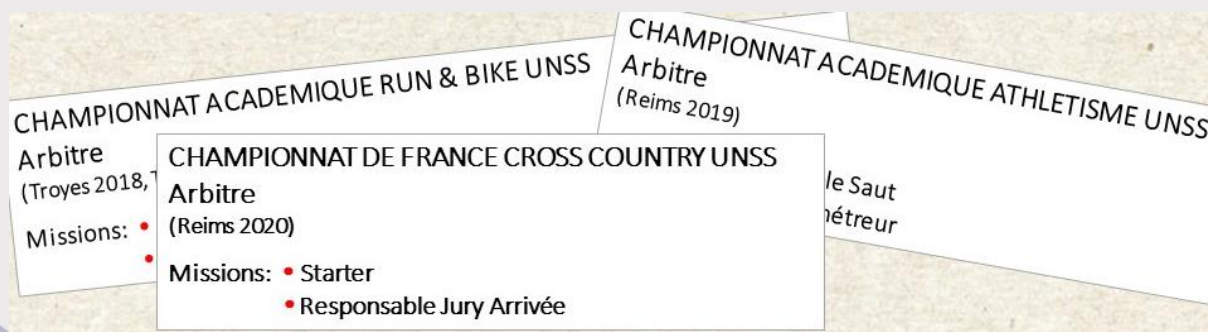 CHAMPIONNAT ACADEMIQUE RUN & BIKE UNSS
Arbitre
(Troyes 2018,
Missions: •
•
CHAMPIONNAT DE FRANCE CROSS COUNTRY UNSS
Arbitre
(Reims 2020)
Missions: • Starter
• Responsable Jury Arrivée
CHAMPIONNAT ACADEMIQUE ATHLETISME UNSS
Arbitre
(Reims 2019)
le Saut